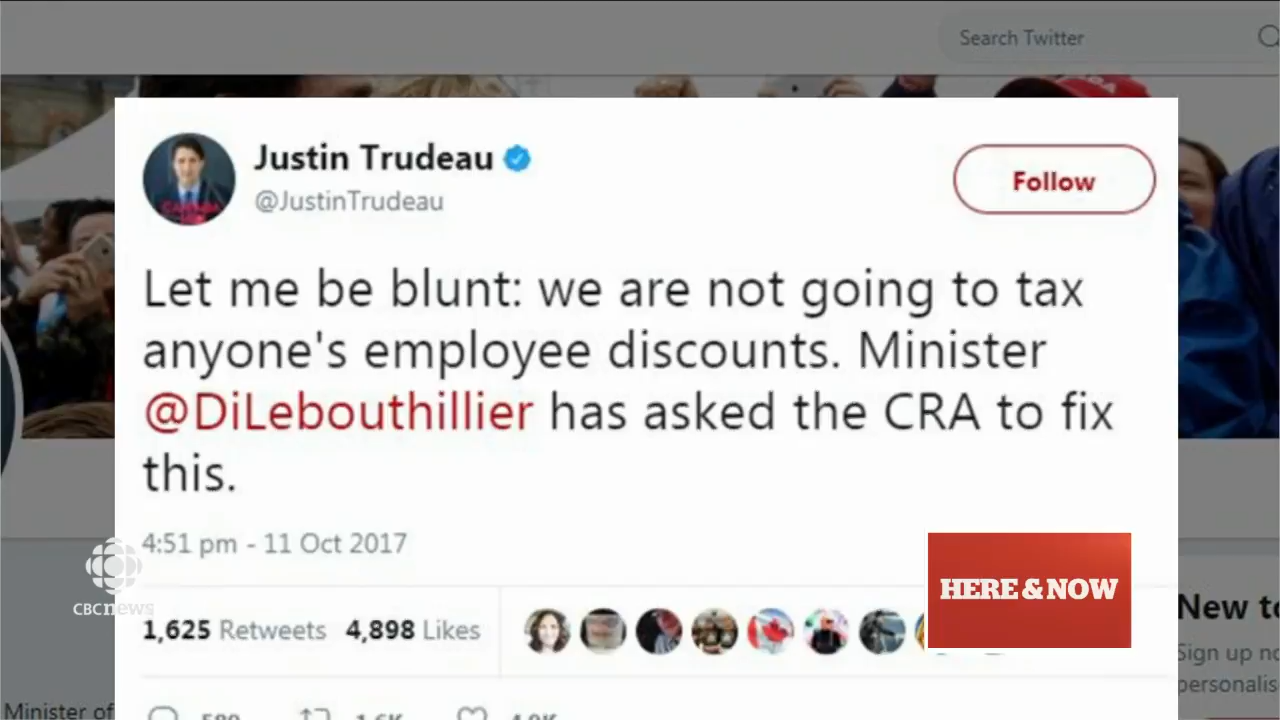 Search Twitter
Justin Trudeau
@JustinTrudeau
Follow
Let me be blunt: we are not going to tax
anyone's employee discounts. Minister
@DiLebouthillier has asked the CRA to fix
this.
4:51 pm - 11 Oct 2017
CBC news
HERE & NOW
1,625 Retweets 4,898 Likes
New to
Sign up
Minister of